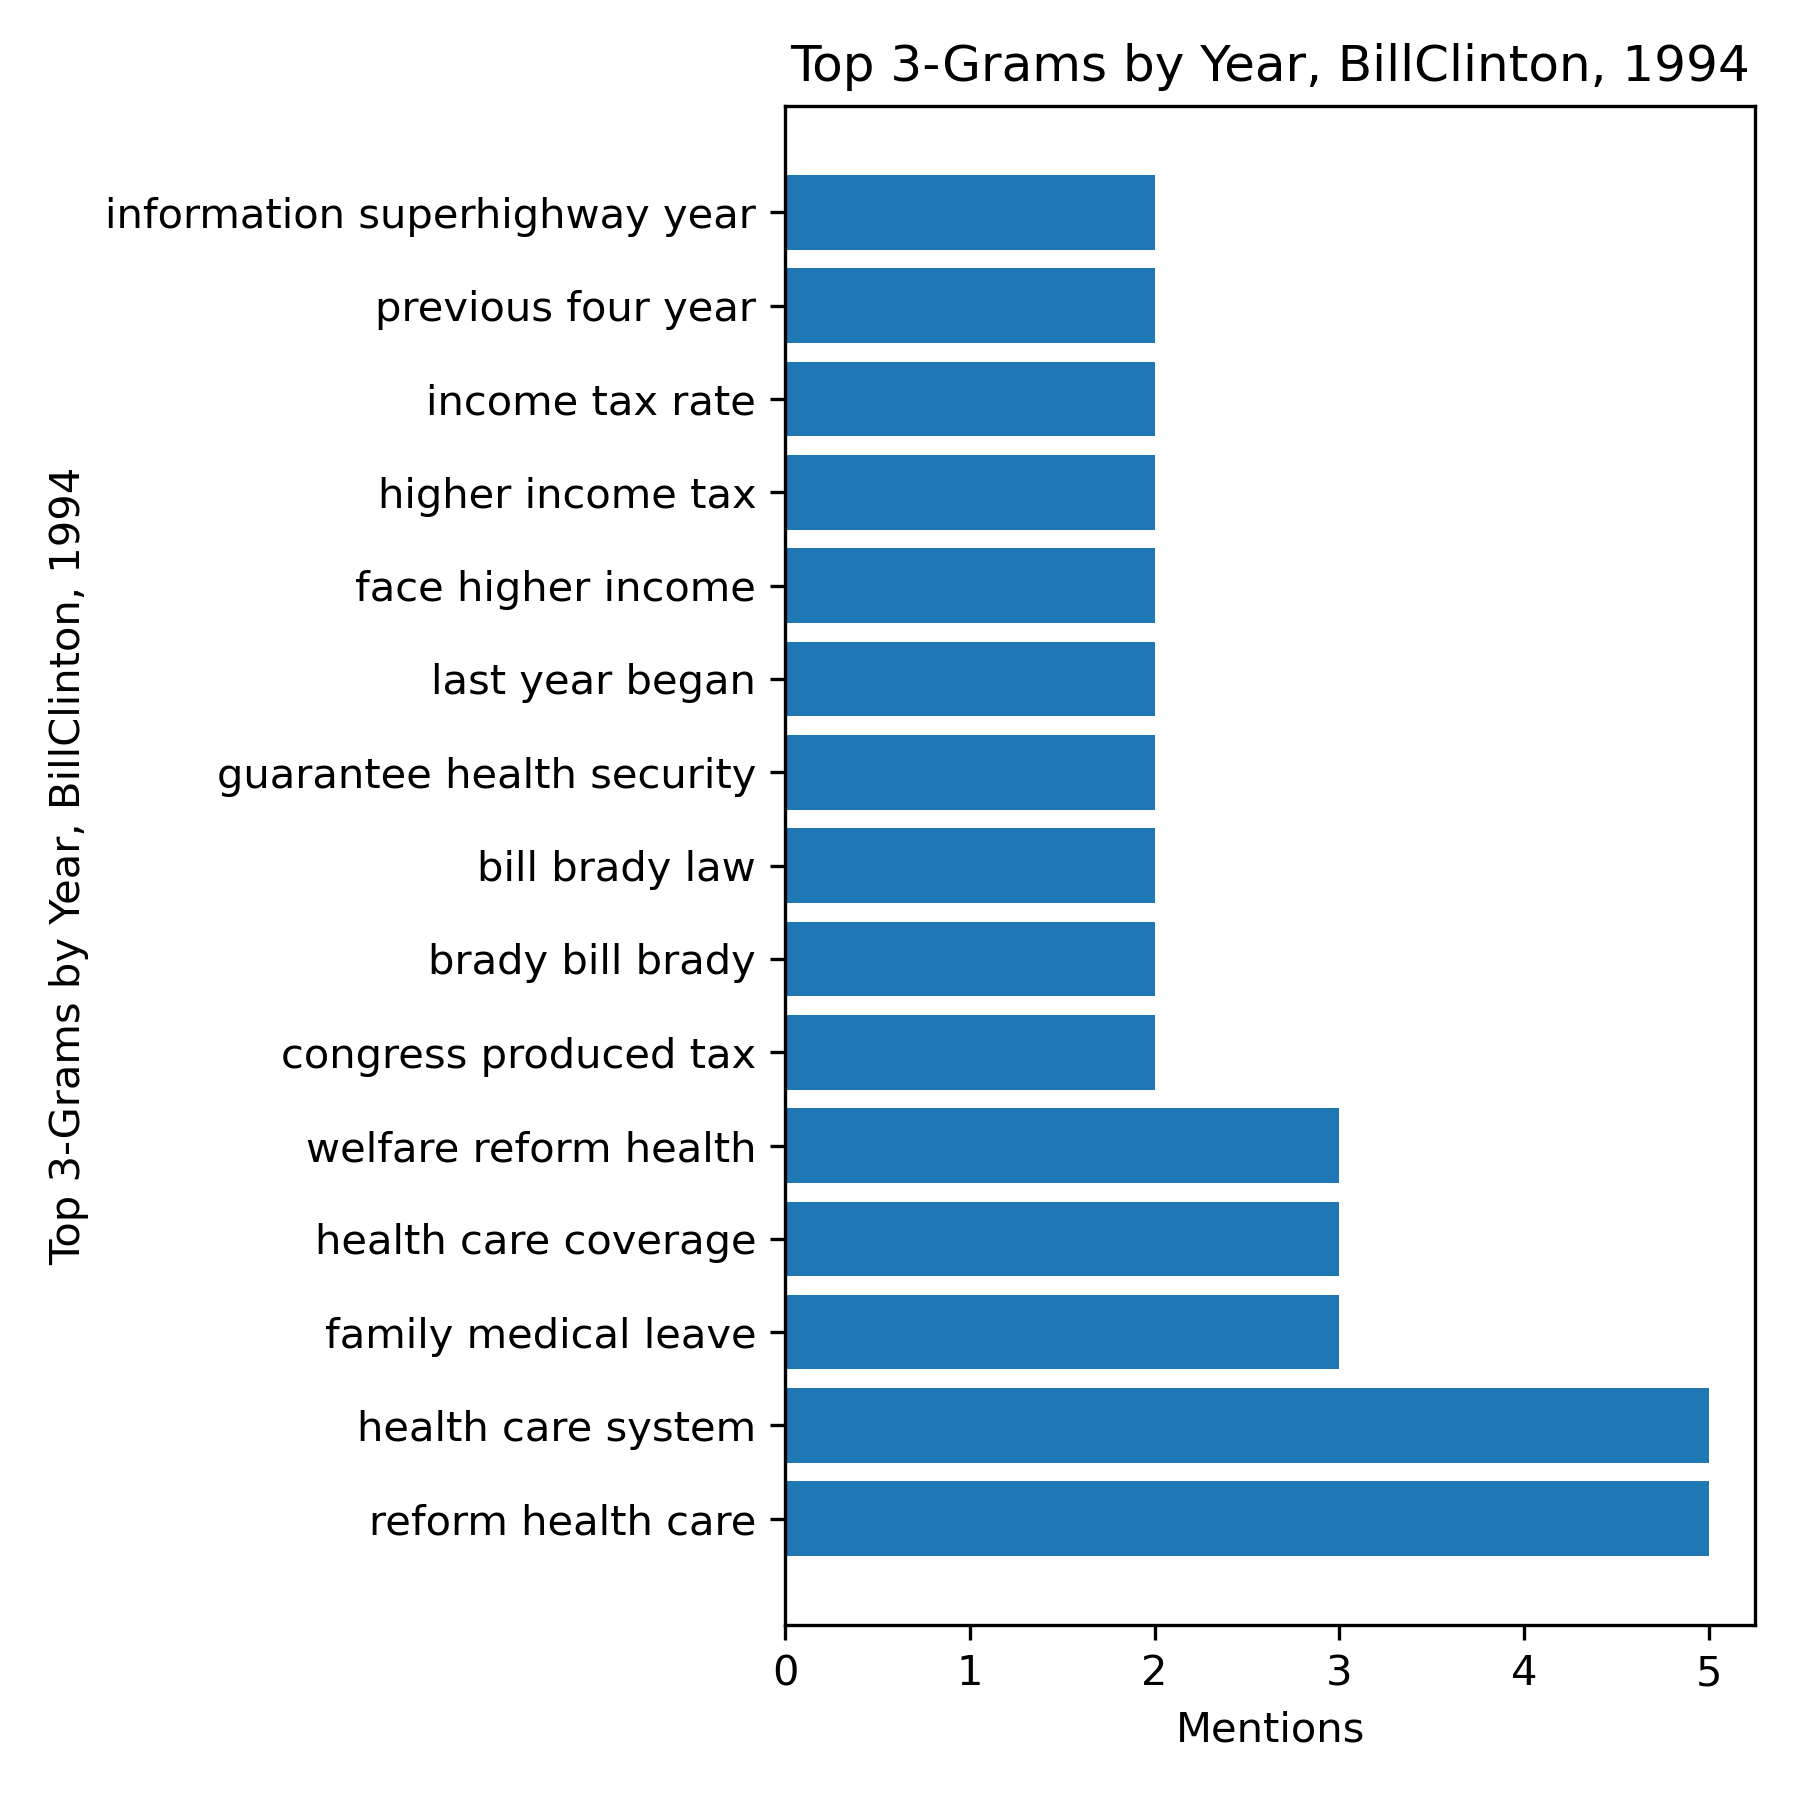 Top 3-Grams by Year, BillClinton, 1994
Top 3-Grams by Year, BillClinton, 1994
information superhighway year
previous four year
income tax rate
higher income tax
face higher income
last year began
guarantee health security
bill brady law
brady bill brady
congress produced tax
welfare reform health
health care coverage
family medical leave
health care system
reform health care
0 1 2 3 4 5
Mentions